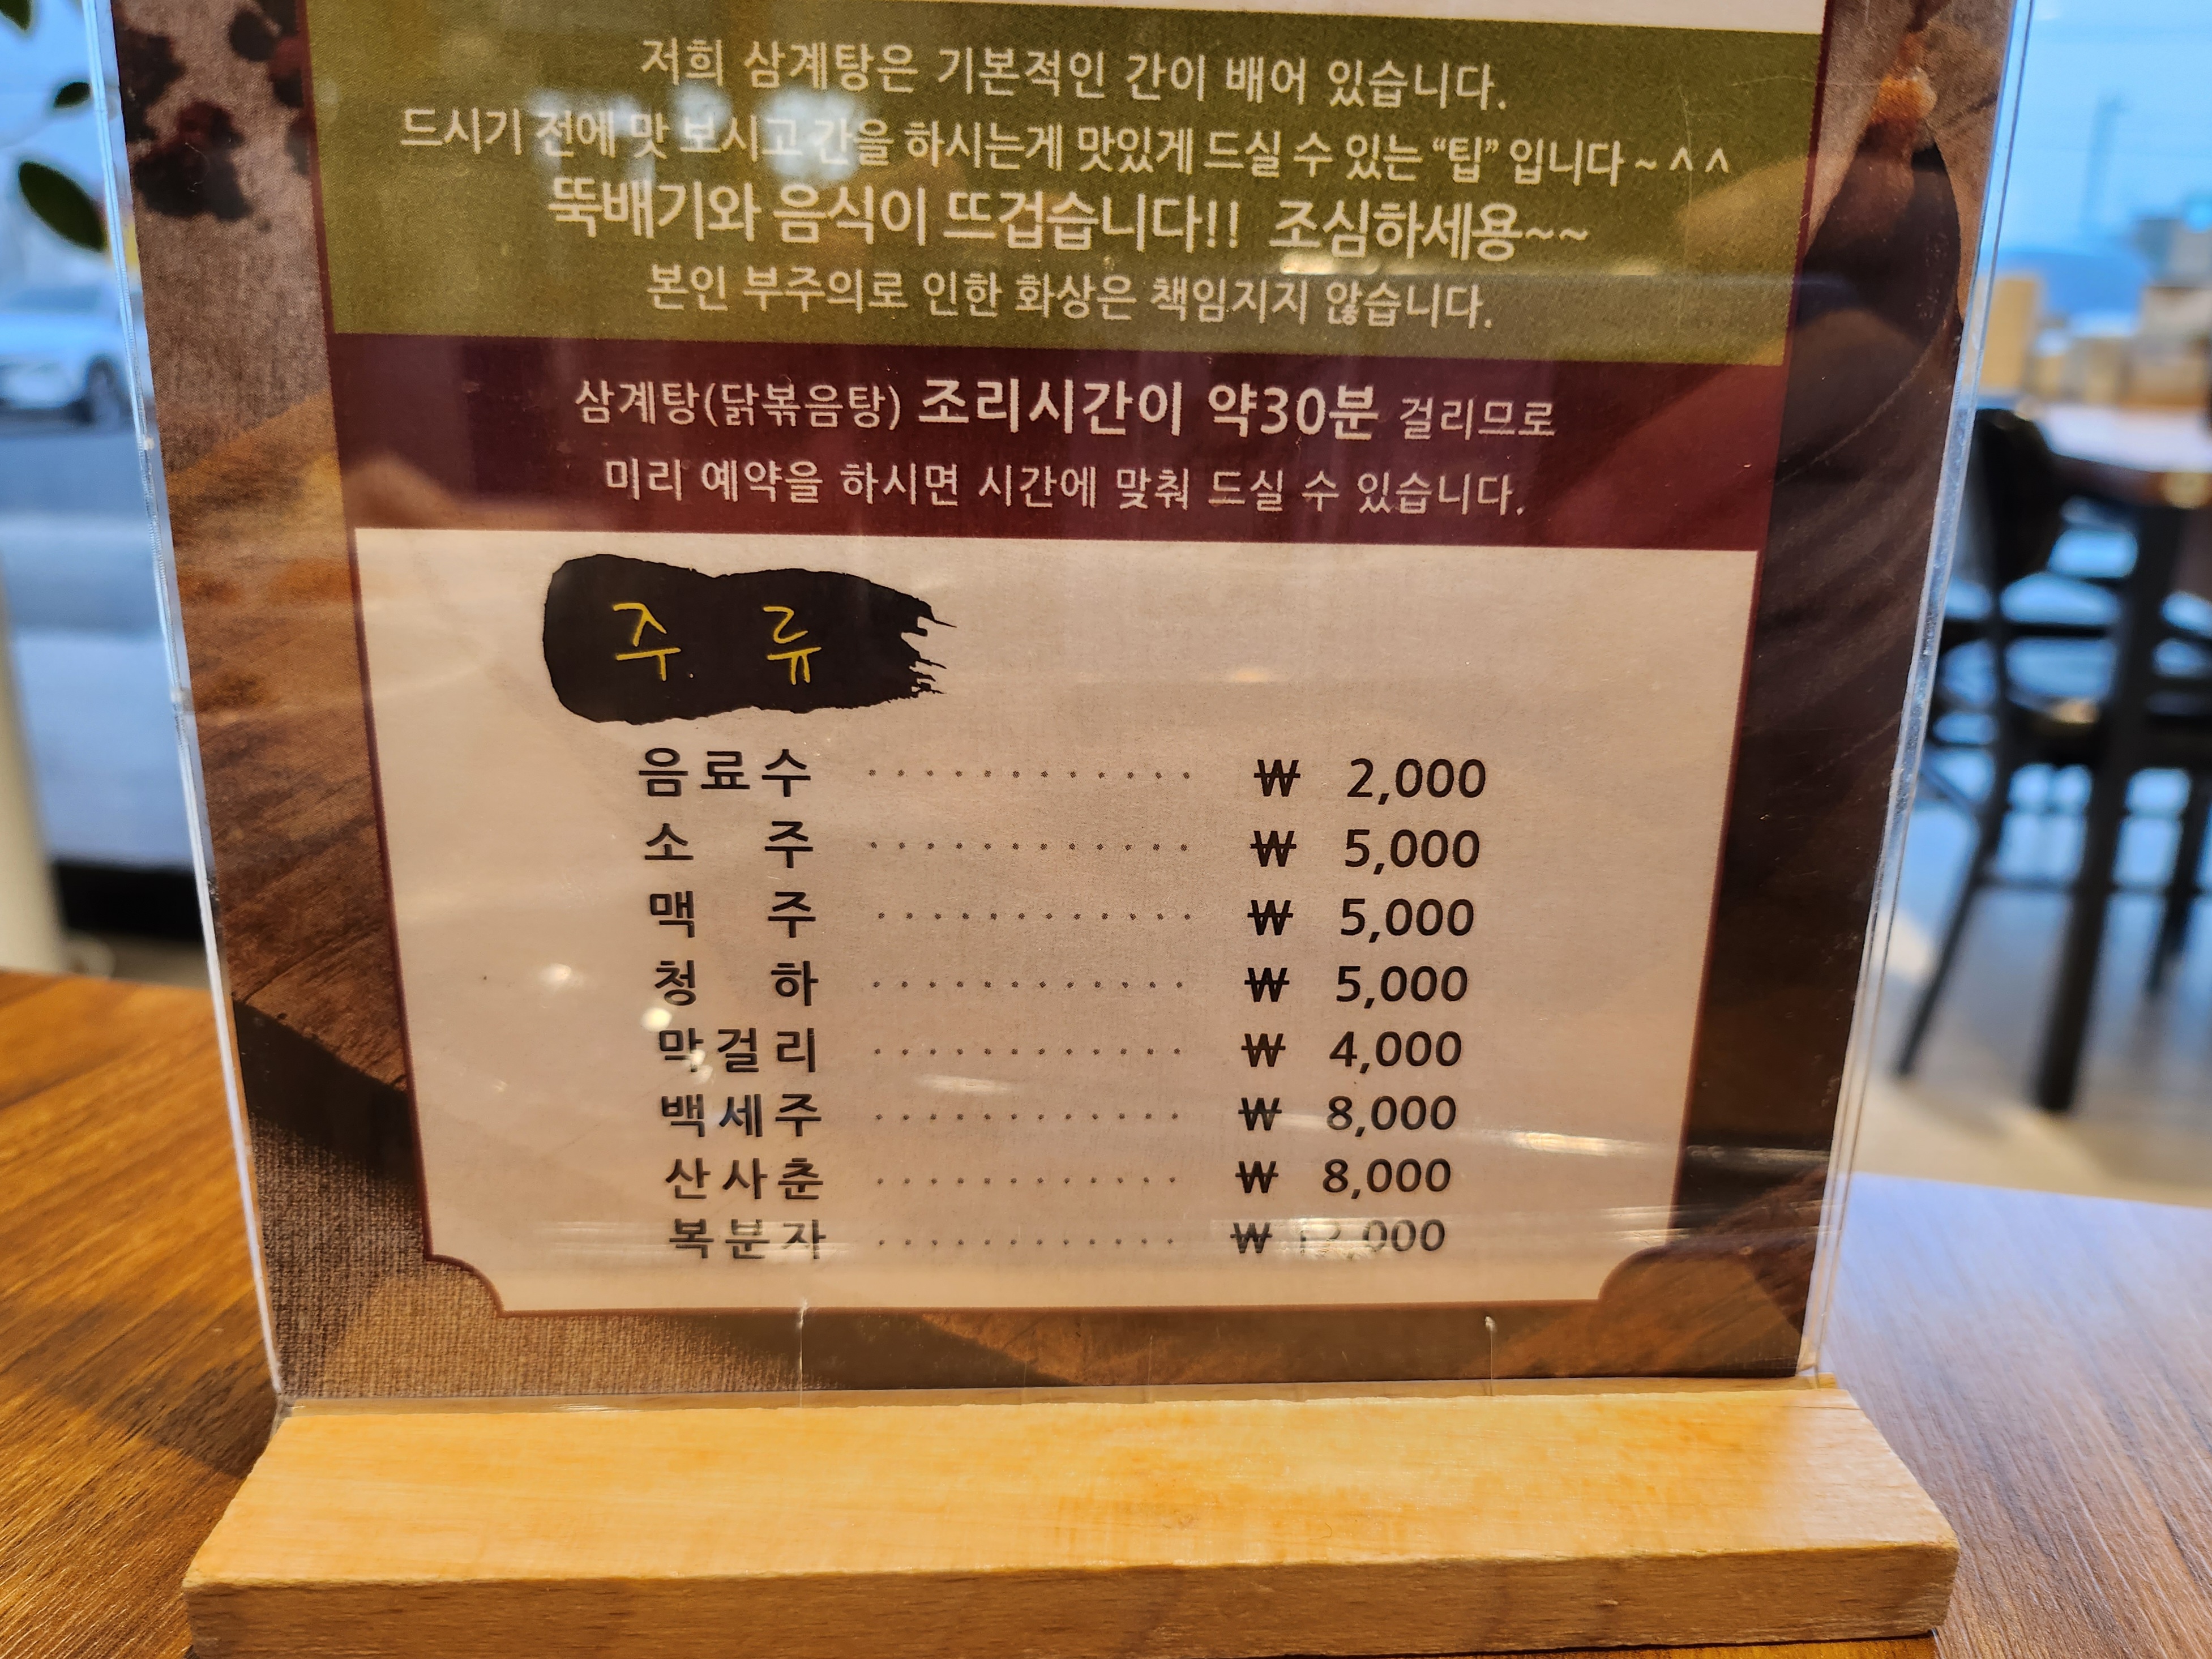 저희 삼계탕은 기본적인 간이 배어 있습니다.
드시기 전에 맛 보시고 간을 하시는게 맛있게 드실 수 있는 “팁” 입니다 ~ ^ ^
뚝배기와 음식이 뜨겁습니다!! 조심하세용~~
본인 부주의로 인한 화상은 책임지지 않습니다.
삼계탕(닭볶음탕) 조리시간이 약30분 걸리므로
미리 예약을 하시면 시간에 맞춰 드실 수 있습니다.
주 류
음료수 ············· ₩ 2,000
소 주 ············· ₩ 5,000
맥 주 ············· ₩ 5,000
청 하 ············· ₩ 5,000
막걸리 ············· ₩ 4,000
백세주 ············· ₩ 8,000
산사춘 ············· ₩ 8,000
복분자 ············· ₩ 12,000